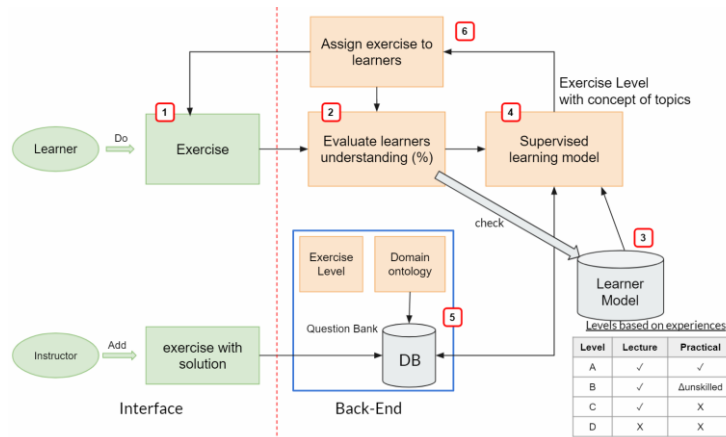 6
Assign exercise to
learners
Exercise Level
with concept of topics
1
2
4
Learner
Do
Exercise
Evaluate learners
understanding (%)
Supervised
learning model
check
3
Exercise
Level
Domain
ontology
Learner
Model
5
Levels based on experiences
Question Bank
Instructor
Add
exercise with
solution
DB
Level Lecture Practical
A ✓ ✓
B ✓ Δunskilled
C ✓ X
D X X
Interface
Back-End